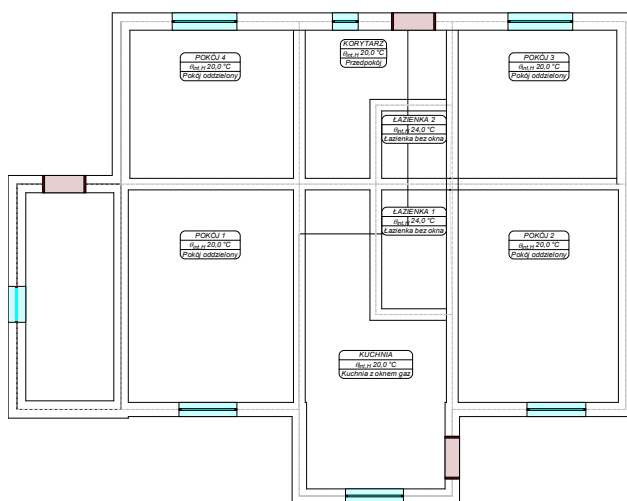 POKÓJ 4
θint,H 20,0 °C
Pokój oddzielony
KORYTARZ
θint,H 20,0 °C
Przedpokój
POKÓJ 3
θint,H 20,0 °C
Pokój oddzielony
ŁAZIENKA 2
θint,H 24,0 °C
Łazienka bez okna
ŁAZIENKA 1
θint,H 24,0 °C
Łazienka bez okna
POKÓJ 1
θint,H 20,0 °C
Pokój oddzielony
POKÓJ 2
θint,H 20,0 °C
Pokój oddzielony
KUCHNIA
θint,H 20,0 °C
Kuchnia z oknem gaz